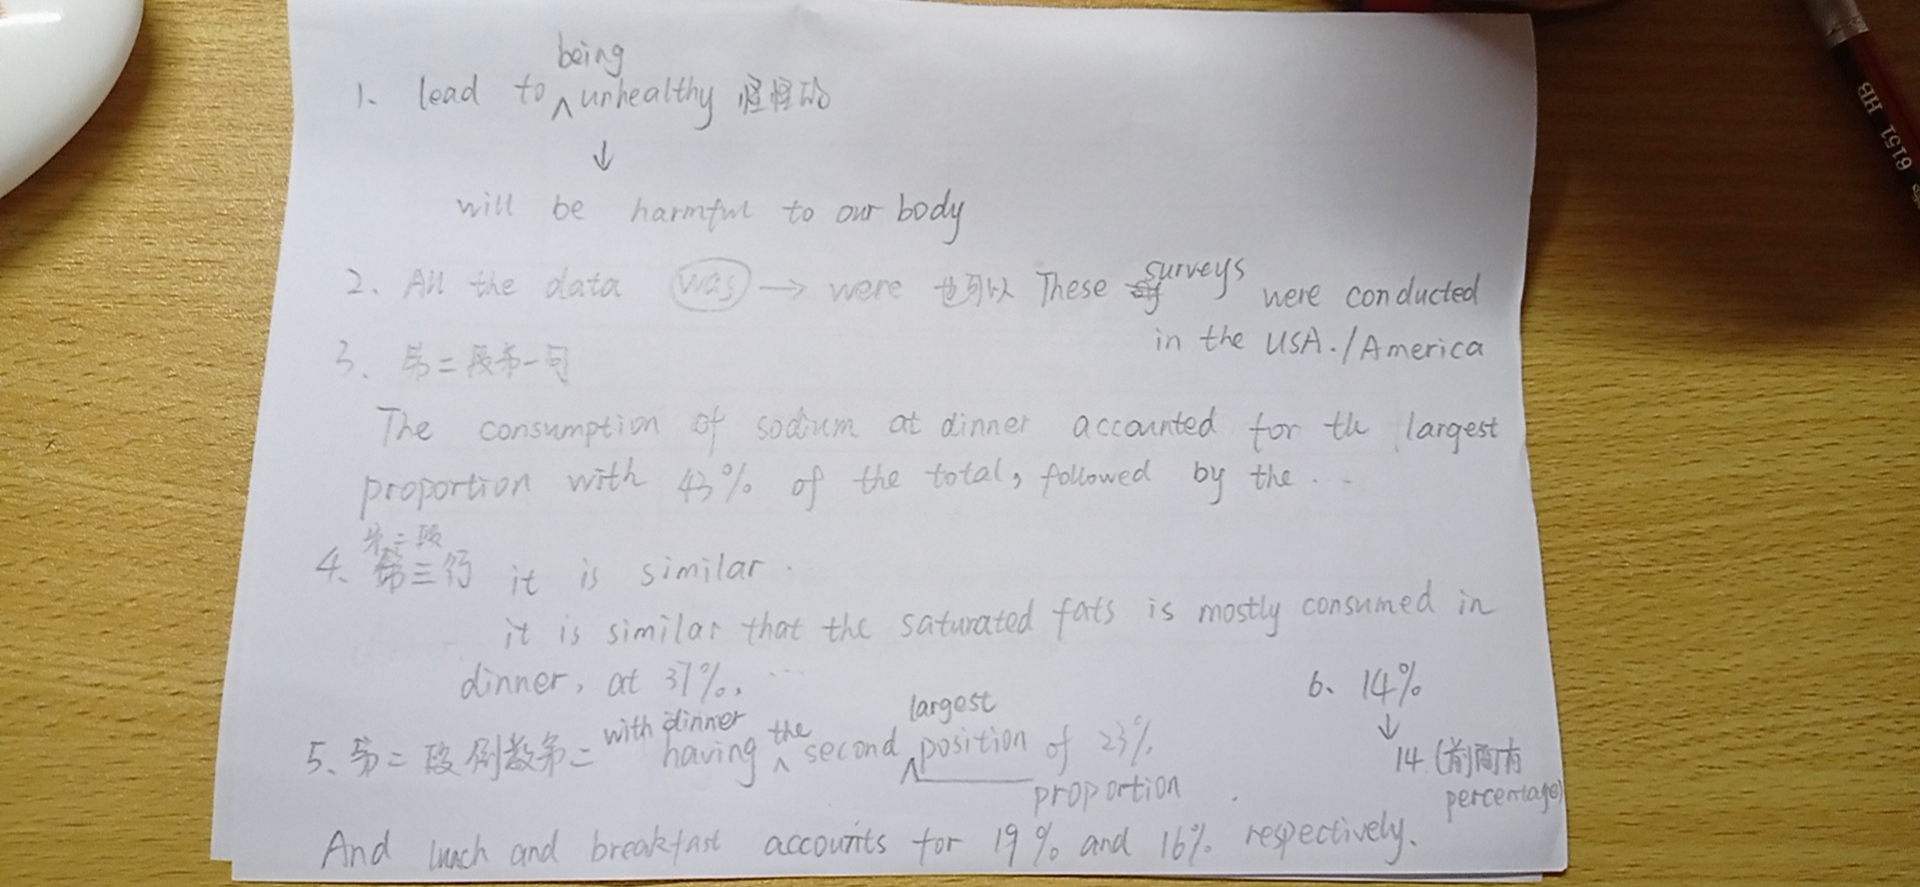 1. lead to ∧ being unhealthy 怪怪的
↓
will be harmful to our body
2. All the data was → were 也可以 These surveys were conducted
in the USA./America
3、第二段第一句
The consumption of sodium at dinner accounted for the largest
proportion with 43% of the total, followed by the ...
第二段
4、第三行 it is similar.
it is similar that the saturated fats is mostly consumed in
dinner, at 37%, ...
5、第二段倒数第二 with dinner having ∧ the second ∧ largest position of 23%
proportion
And lunch and breakfast accounts for 19% and 16% respectively.
6、14%
↓
14 (前面有
percentage)
6151 HB